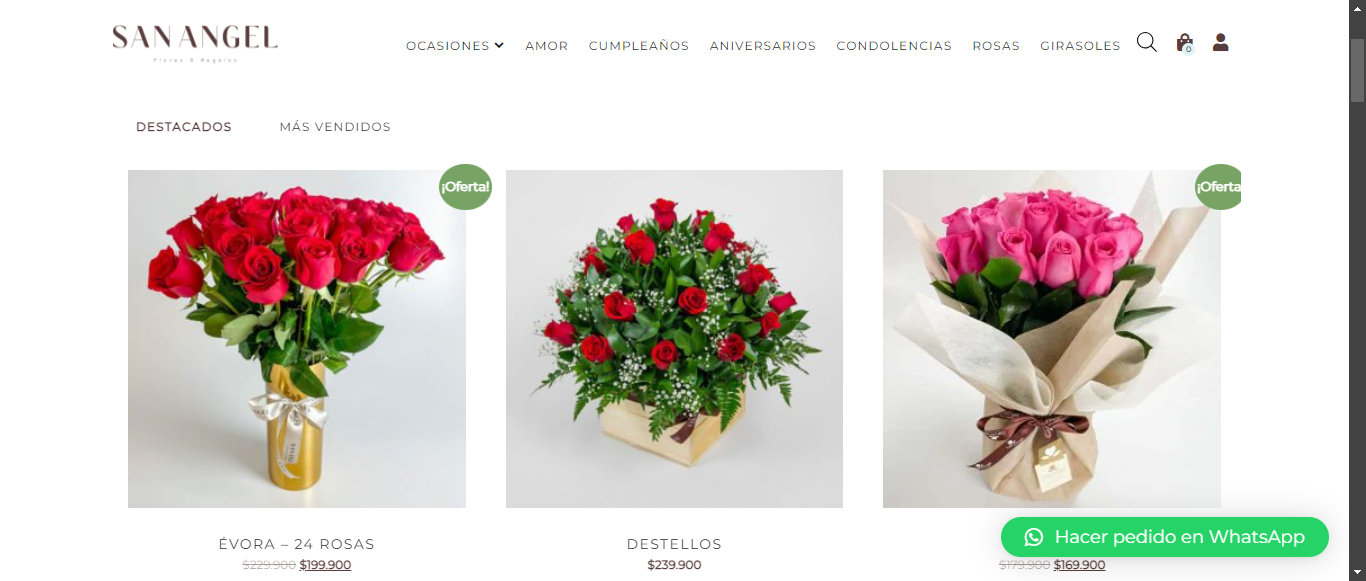 SAN ANGEL
Flores & Regalos
OCASIONES AMOR CUMPLEAÑOS ANIVERSARIOS CONDOLENCIAS ROSAS GIRASOLES
0
DESTACADOS MÁS VENDIDOS
¡Oferta!
¡Oferta
Hacer pedido en WhatsApp
ÉVORA – 24 ROSAS
$229.900 $199.900
DESTELLOS
$239.900
$179.900 $169.900